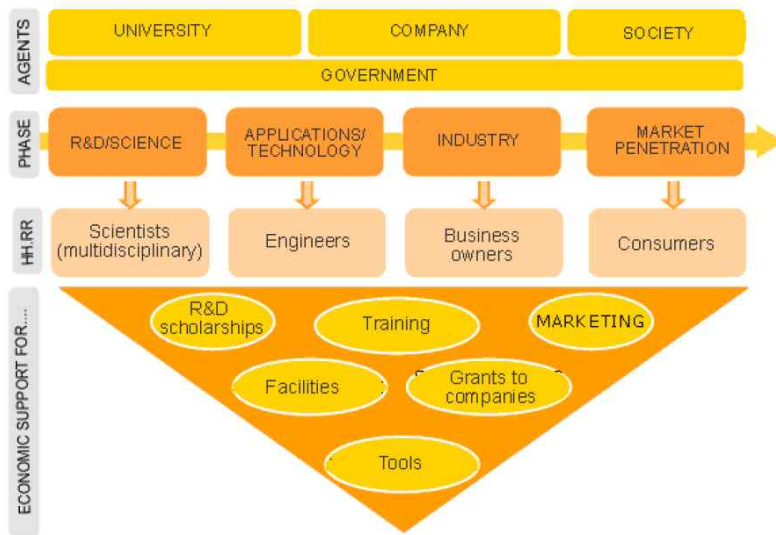 AGENTS
UNIVERSITY
COMPANY
SOCIETY
GOVERNMENT
PHASE
R&D/SCIENCE
APPLICATIONS/
TECHNOLOGY
INDUSTRY
MARKET
PENETRATION
HH.RR
Scientists
(multidisciplinary)
Engineers
Business
owners
Consumers
ECONOMIC SUPPORT FOR....
R&D
scholarships
Training
MARKETING
Facilities
Grants to
companies
Tools